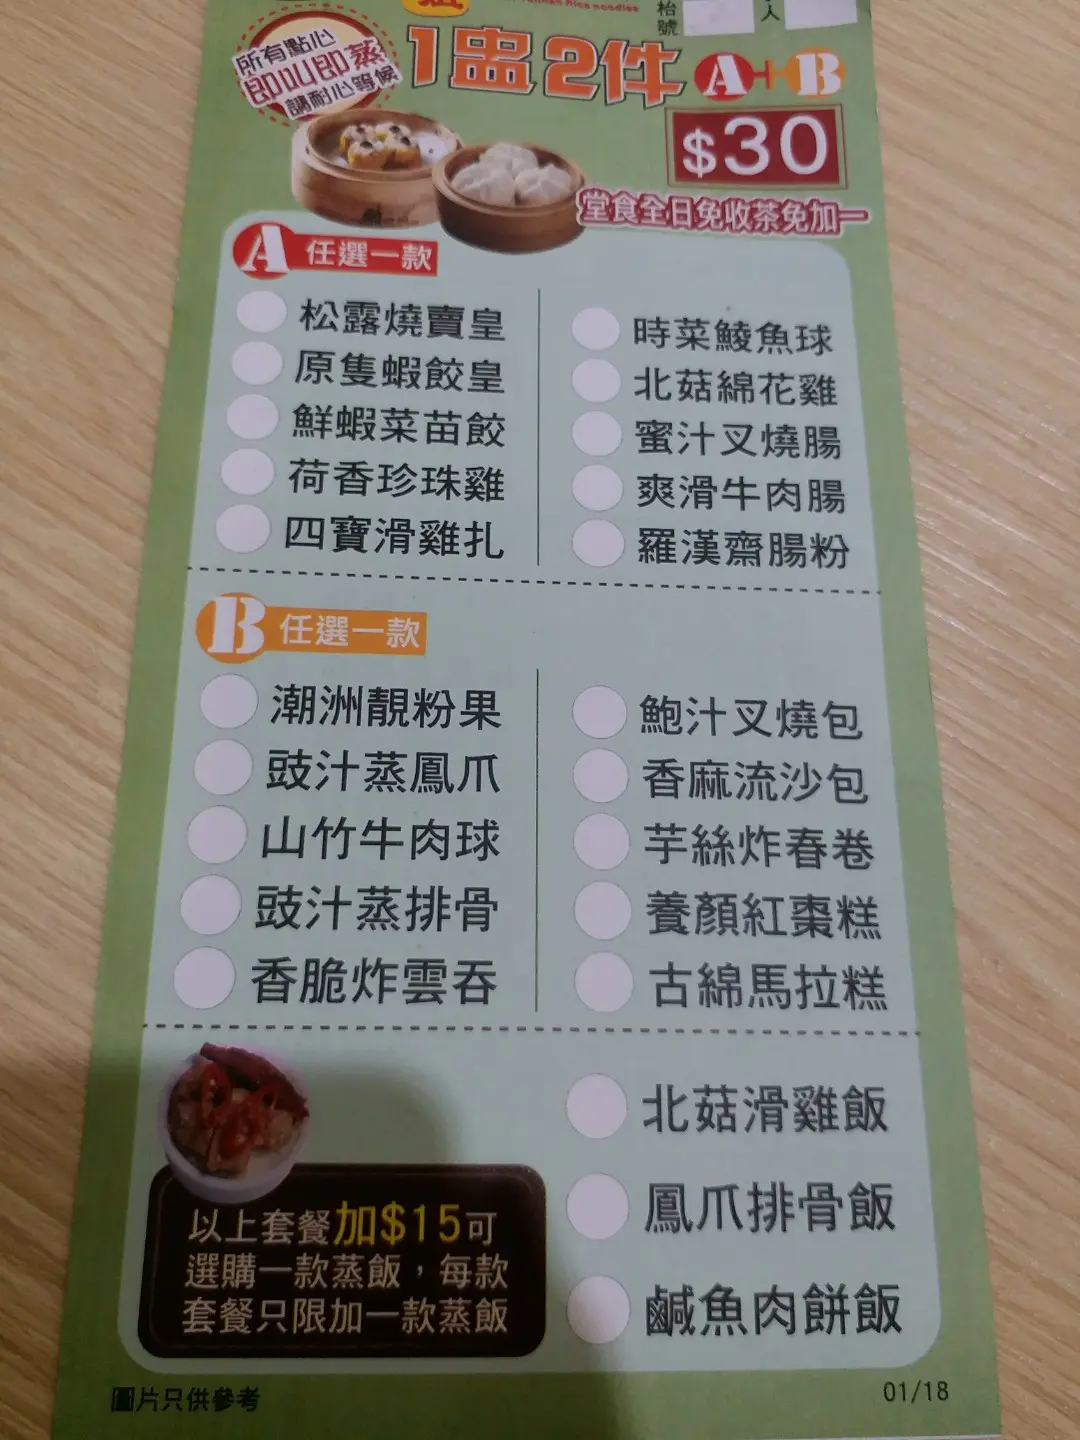 Yunnan Rice noodles
枱號
人
所有點心
即叫即蒸
請耐心等候
1盅2件 A+B
$30
堂食全日免收茶免加一
A 任選一款
松露燒賣皇
原隻蝦餃皇
鮮蝦菜苗餃
荷香珍珠雞
四寶滑雞扎
時菜鯪魚球
北菇綿花雞
蜜汁叉燒腸
爽滑牛肉腸
羅漢齋腸粉
B 任選一款
潮洲靚粉果
豉汁蒸鳳爪
山竹牛肉球
豉汁蒸排骨
香脆炸雲吞
鮑汁叉燒包
香麻流沙包
芋絲炸春卷
養顏紅棗糕
古綿馬拉糕
以上套餐加$15可
選購一款蒸飯，每款
套餐只限加一款蒸飯
北菇滑雞飯
鳳爪排骨飯
鹹魚肉餅飯
圖片只供參考
01/18